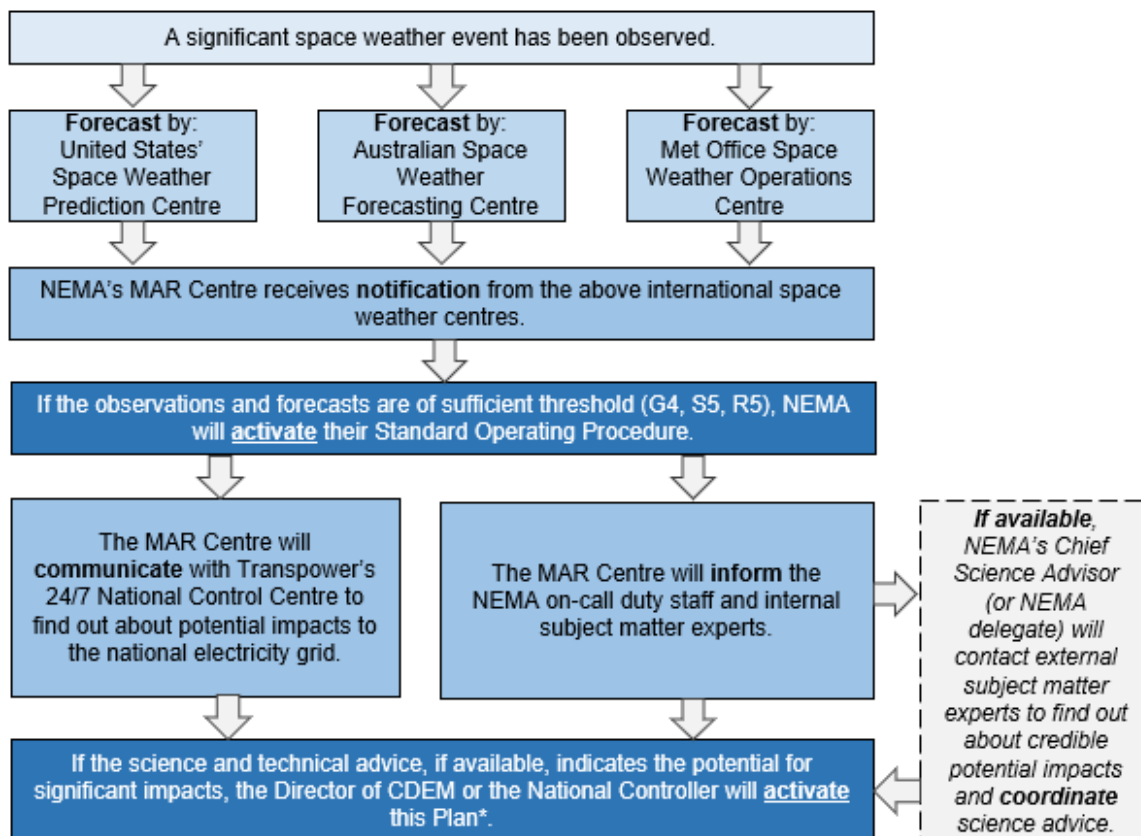 A significant space weather event has been observed.
Forecast by:
United States'
Space Weather
Prediction Centre
Forecast by:
Australian Space
Weather
Forecasting Centre
Forecast by:
Met Office Space
Weather Operations
Centre
NEMA's MAR Centre receives notification from the above international space
weather centres.
If the observations and forecasts are of sufficient threshold (G4, S5, R5), NEMA
will activate their Standard Operating Procedure.
The MAR Centre will
communicate with Transpower's
24/7 National Control Centre to
find out about potential impacts to
the national electricity grid.
The MAR Centre will inform the
NEMA on-call duty staff and internal
subject matter experts.
If available,
NEMA's Chief
Science Advisor
(or NEMA
delegate) will
contact external
subject matter
experts to find out
about credible
potential impacts
and coordinate
science advice.
If the science and technical advice, if available, indicates the potential for
significant impacts, the Director of CDEM or the National Controller will activate
this Plan*.